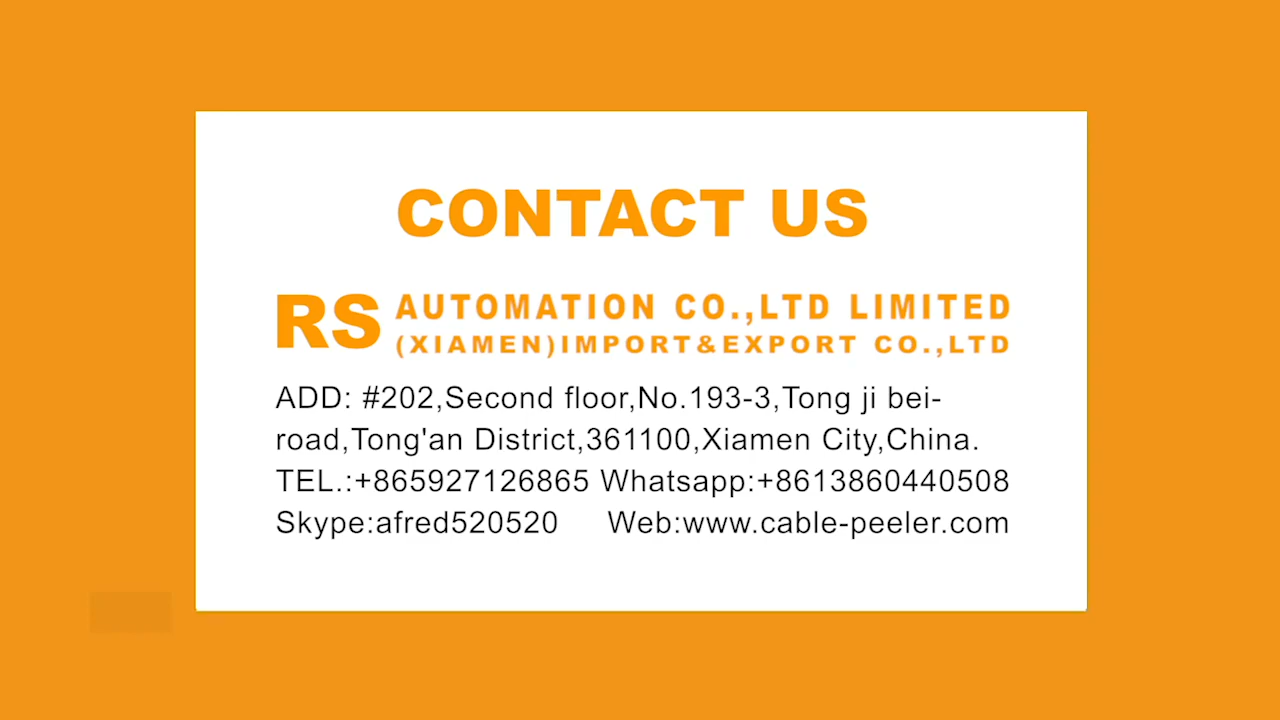 CONTACT US
RS AUTOMATION CO.,LTD LIMITED
(XIAMEN)IMPORT&EXPORT CO.,LTD
ADD: #202,Second floor,No.193-3,Tong ji bei-
road,Tong'an District,361100,Xiamen City,China.
TEL.:+865927126865 Whatsapp:+8613860440508
Skype:afred520520 Web:www.cable-peeler.com